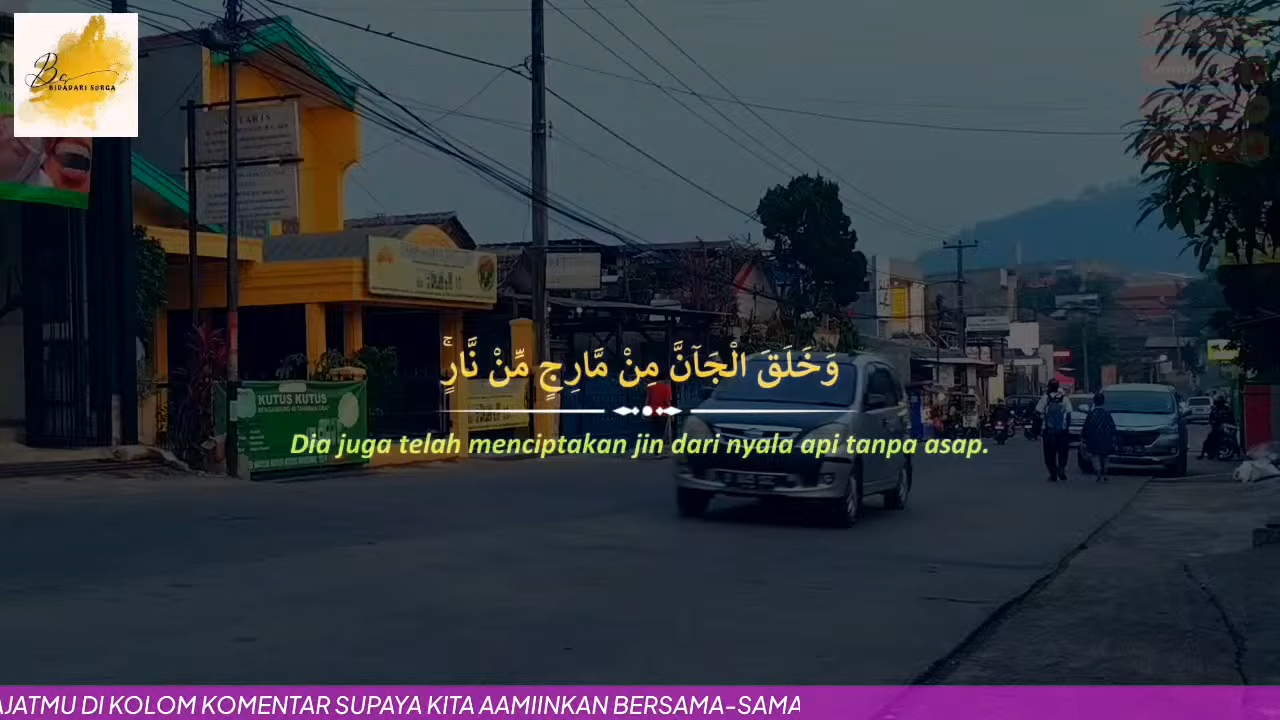 BIDADARI SURGA
NOTARIS
KUTUS KUTUS
وَخَلَقَ الْجَآنَّ مِنْ مَّارِجٍ مِّنْ نَّارٍۚ
Dia juga telah menciptakan jin dari nyala api tanpa asap.
AJATMU DI KOLOM KOMENTAR SUPAYA KITA AAMIINKAN BERSAMA-SAMA